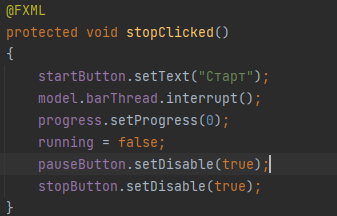 @FXML
protected void stopClicked()
{
    startButton.setText("Старт");
    model.barThread.interrupt();
    progress.setProgress(0);
    running = false;
    pauseButton.setDisable(true);
    stopButton.setDisable(true);
}